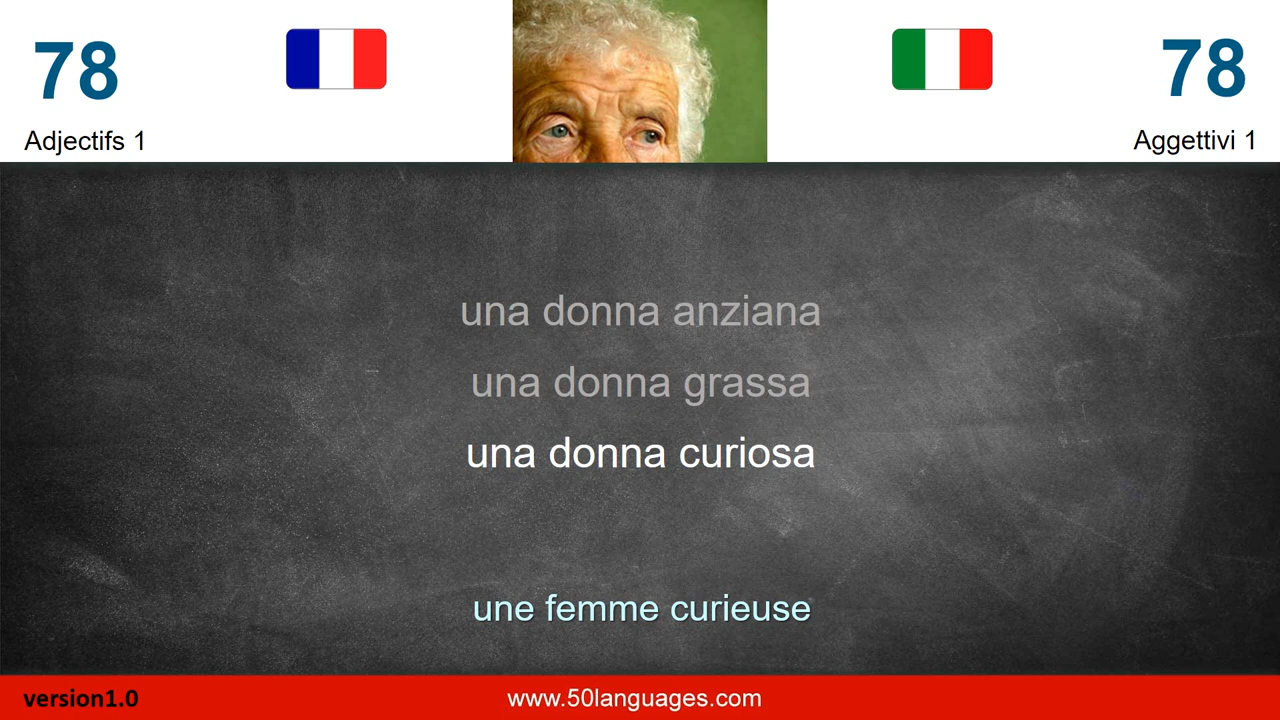 78
78
Adjectifs 1
Aggettivi 1
una donna anziana
una donna grassa
una donna curiosa
une femme curieuse
version1.0
www.50languages.com